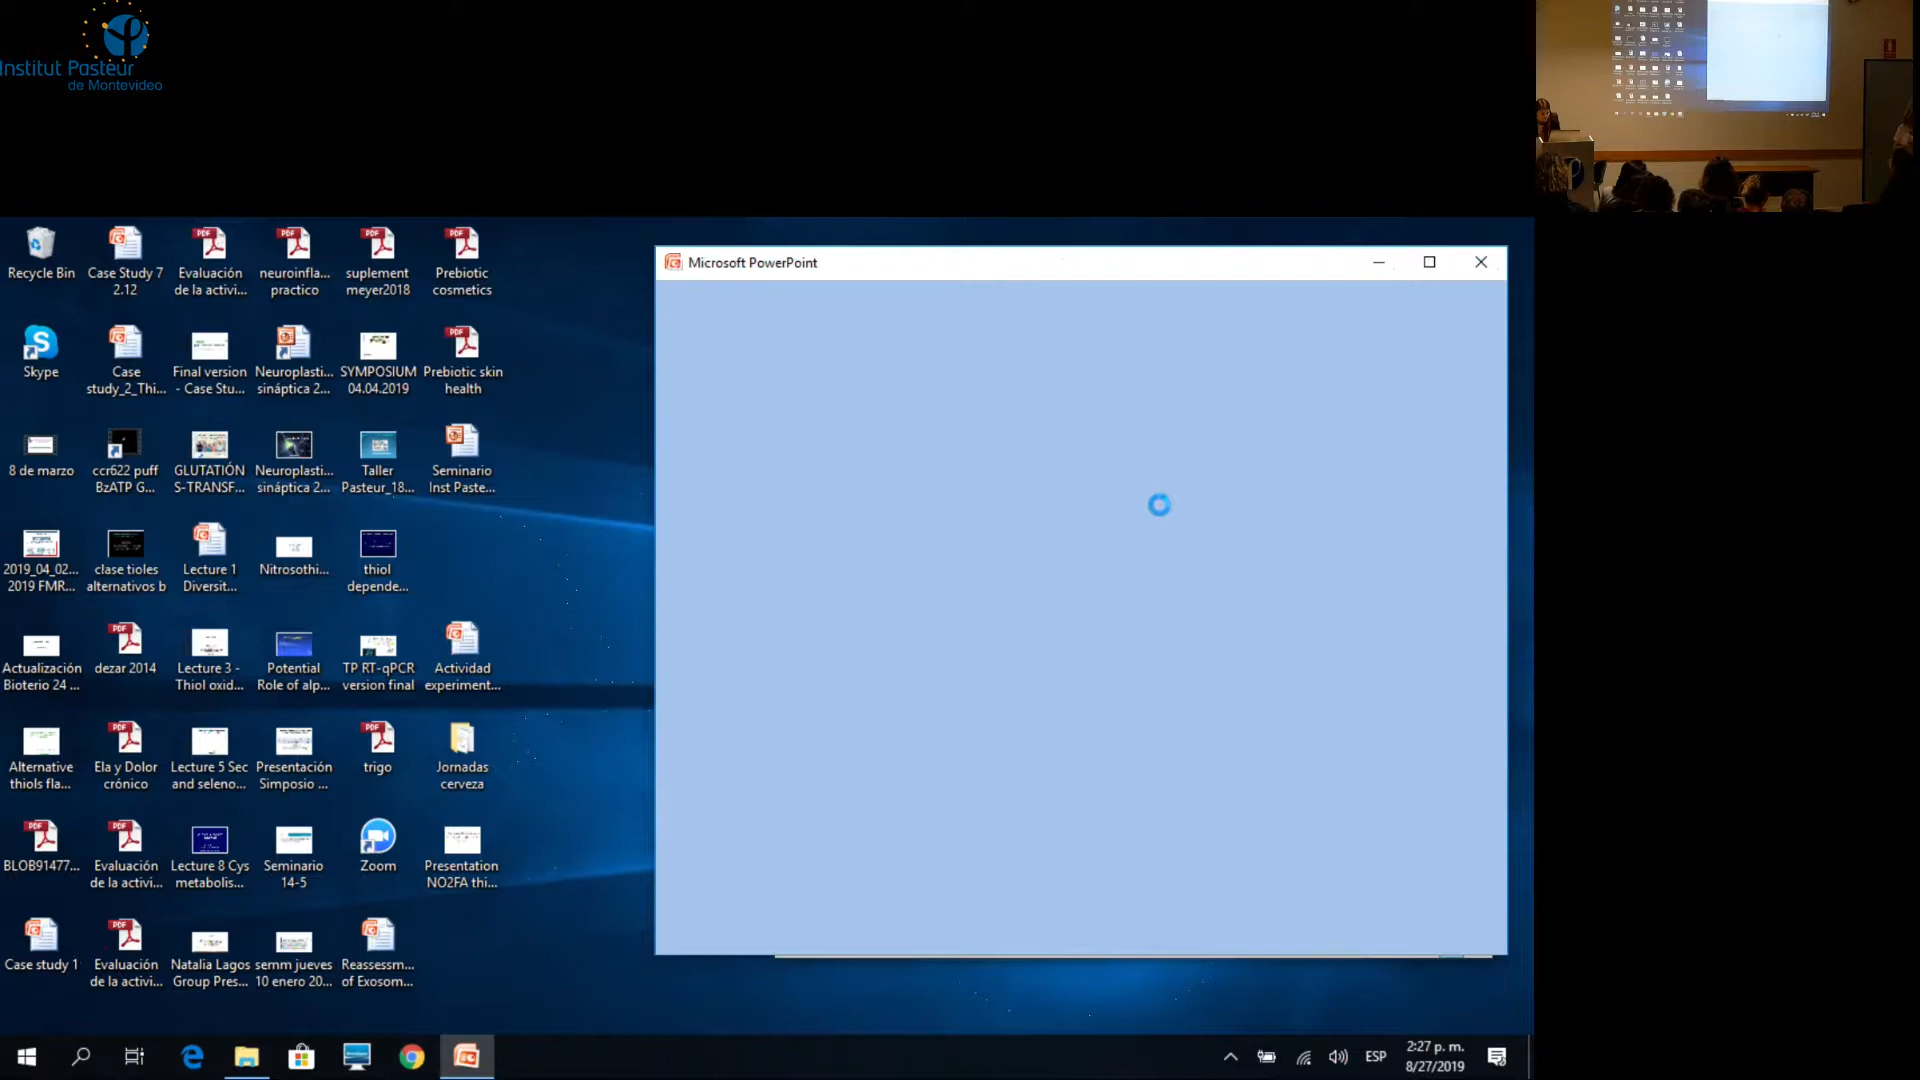 Institut Pasteur
de Montevideo
Microsoft PowerPoint
Recycle Bin
Case Study 7
2.12
Evaluación
de la activi...
neuroinfla...
practico
suplement
meyer2018
Prebiotic
cosmetics
Skype
Case
study_2_Thi...
Final version
- Case Stu...
Neuroplasti...
sináptica 2...
SYMPOSIUM
04.04.2019
Prebiotic skin
health
8 de marzo
ccr622 puff
BzATP G...
GLUTATIÓN
S-TRANSF...
Neuroplasti...
sináptica 2...
Taller
Pasteur_18...
Seminario
Inst Paste...
2019_04_02...
2019 FMR...
clase tioles
alternativos b
Lecture 1
Diversit...
Nitrosothi...
thiol
depende...
Actualización
Bioterio 24 ...
dezar 2014
Lecture 3 -
Thiol oxid...
Potential
Role of alp...
TP RT-qPCR
version final
Actividad
experiment...
Alternative
thiols fla...
Ela y Dolor
crónico
Lecture 5 Sec
and seleno...
Presentación
Simposio ...
trigo
Jornadas
cerveza
BLOB91477...
Evaluación
de la activi...
Lecture 8 Cys
metabolis...
Seminario
14-5
Zoom
Presentation
NO2FA thi...
Case study 1
Evaluación
de la activi...
Natalia Lagos
Group Pres...
semm jueves
10 enero 20...
Reassessm...
of Exosom...
ESP
2:27 p. m.
8/27/2019